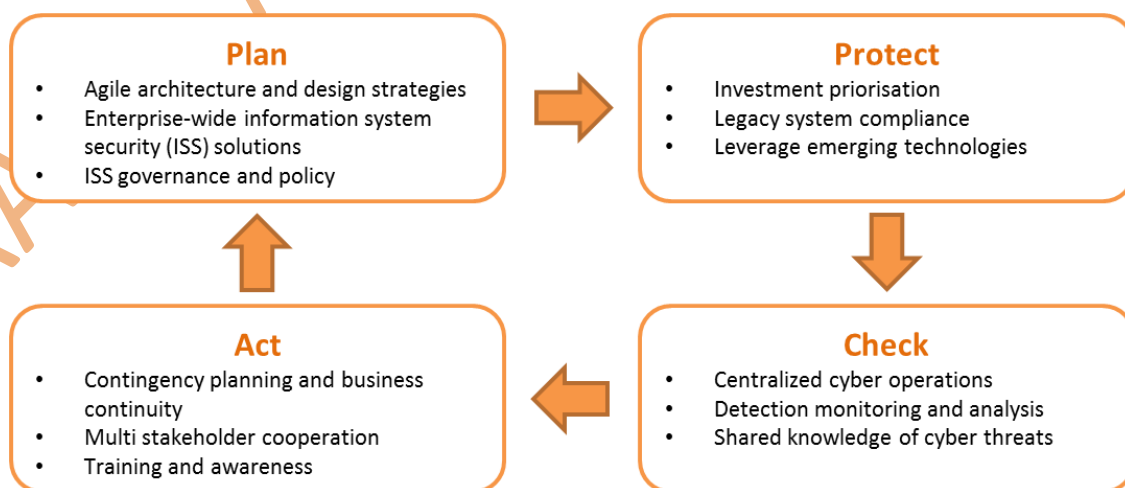 Plan
• Agile architecture and design strategies
• Enterprise-wide information system
security (ISS) solutions
• ISS governance and policy
Protect
• Investment priorisation
• Legacy system compliance
• Leverage emerging technologies
Act
• Contingency planning and business
continuity
• Multi stakeholder cooperation
• Training and awareness
Check
• Centralized cyber operations
• Detection monitoring and analysis
• Shared knowledge of cyber threats